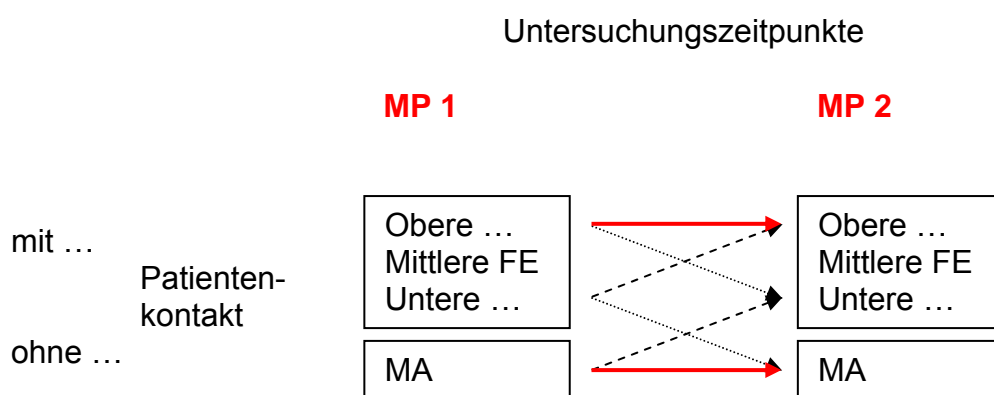 Untersuchungszeitpunkte
MP 1
MP 2
mit …
Patienten-
kontakt
ohne …
Obere …
Mittlere FE
Untere …
MA
Obere …
Mittlere FE
Untere …
MA